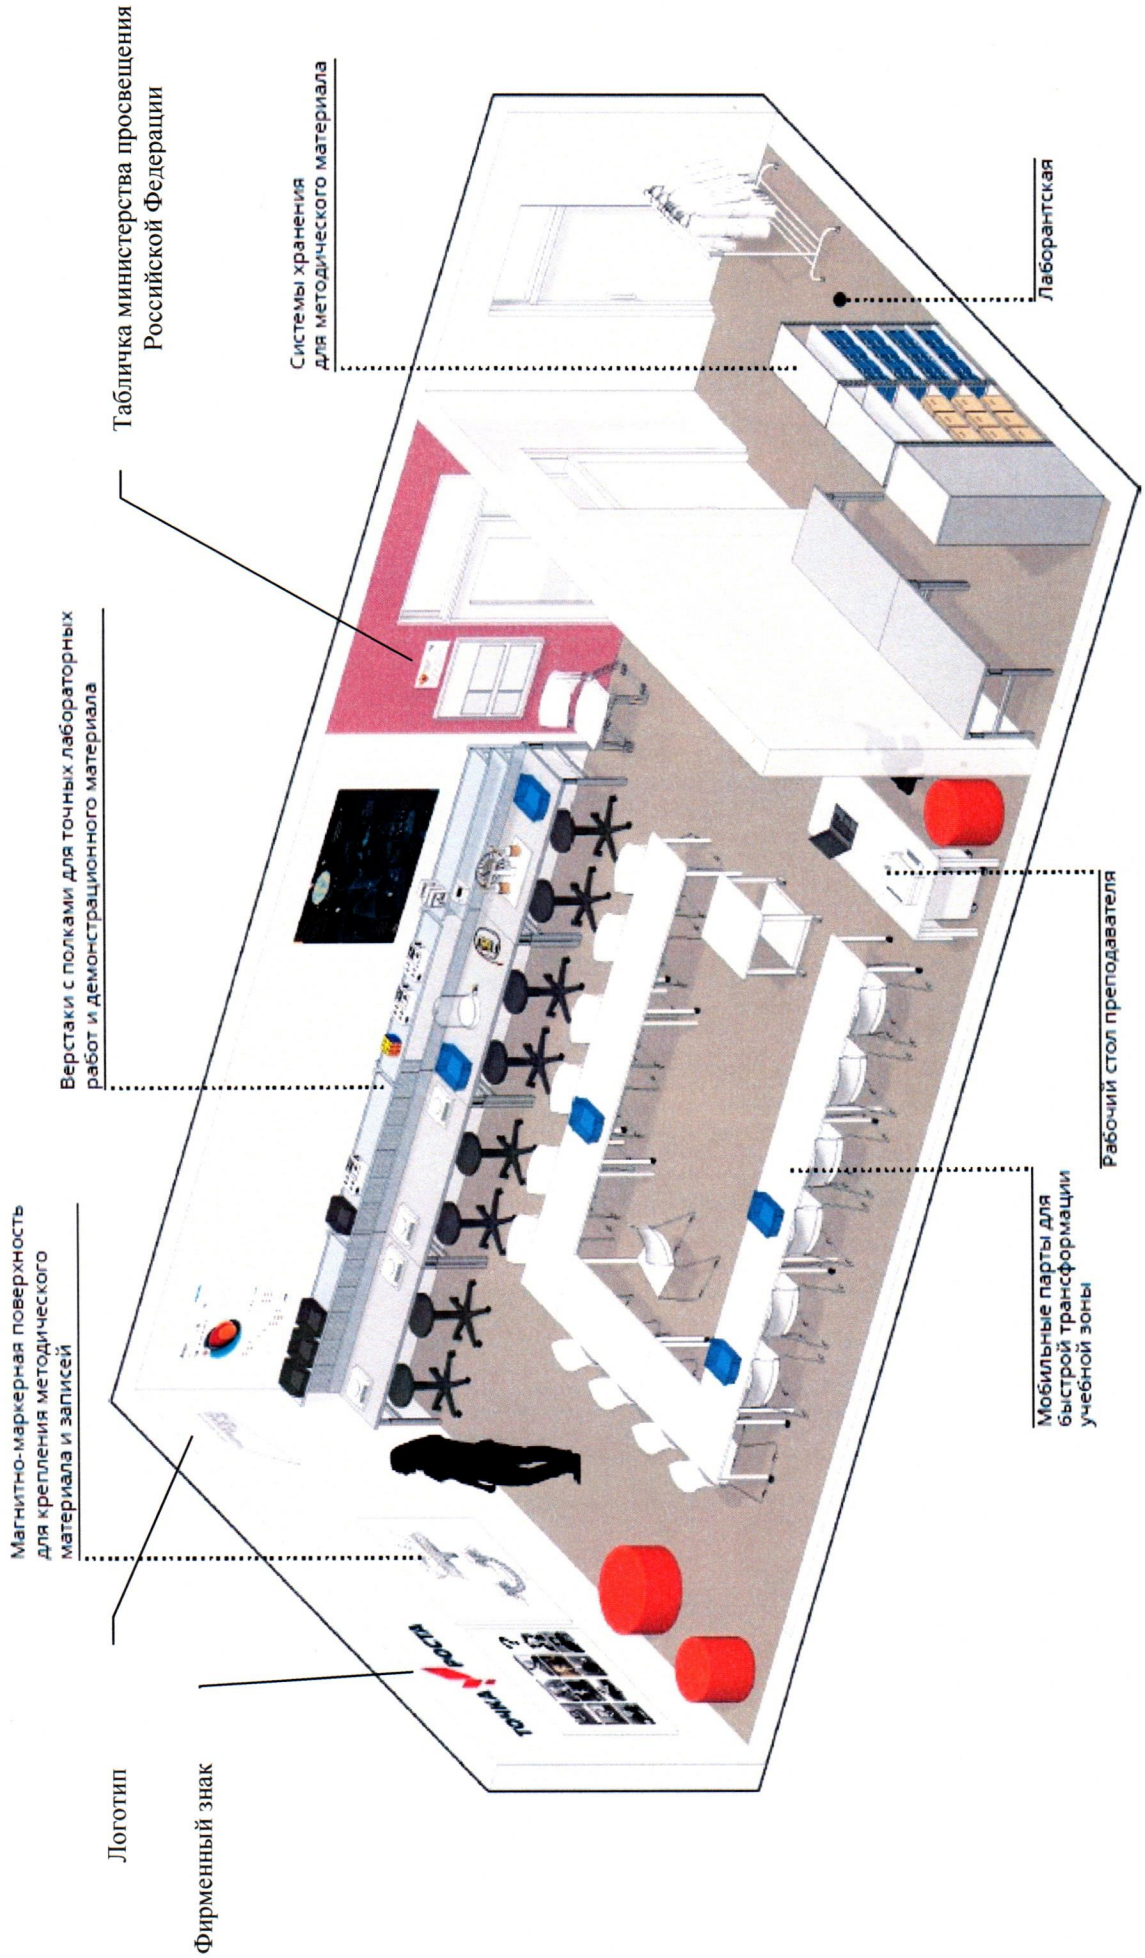 Логотип
Фирменный знак
Магнитно-маркерная поверхность
для крепления методического
материала и записей
Верстаки с полками для точных лабораторных
работ и демонстрационного материала
Табличка министерства просвещения
Российской Федерации
Системы хранения
для методического материала
ТОЧКА
РОСТА
Мобильные парты для
быстрой трансформации
учебной зоны
Рабочий стол преподавателя
Лаборантская